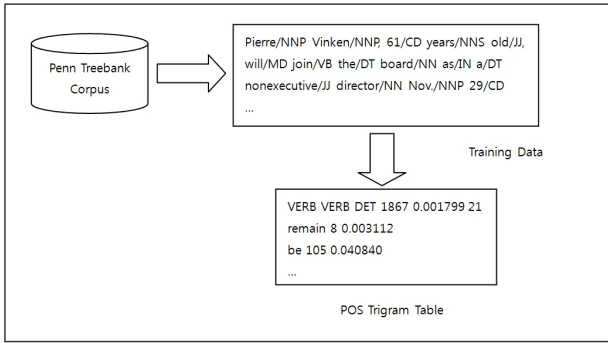 Penn Treebank
Corpus
Pierre/NNP Vinken/NNP, 61/CD years/NNS old/JJ,
will/MD join/VB the/DT board/NN as/IN a/DT
nonexecutive/JJ director/NN Nov./NNP 29/CD
...
Training Data
VERB VERB DET 1867 0.001799 21
remain 8 0.003112
be 105 0.040840
...
POS Trigram Table